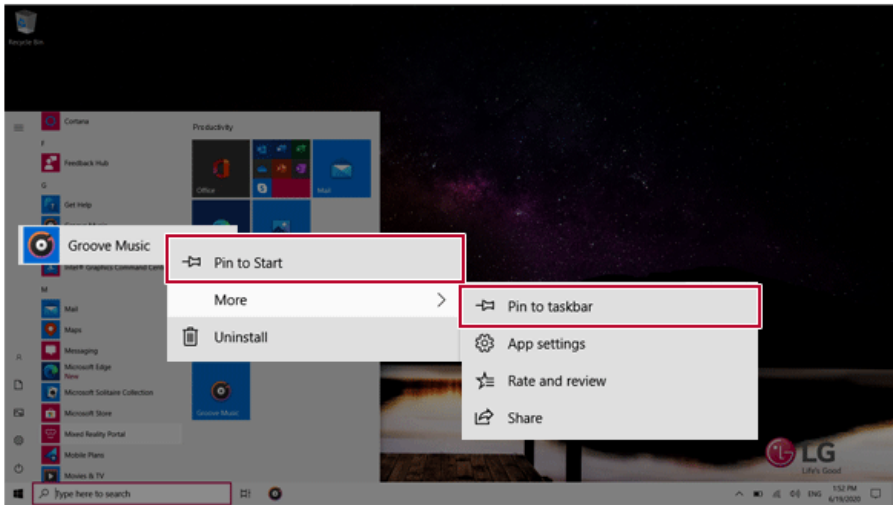 Recycle Bin
Cortana
Productivity
F
Feedback Hub
G
Office
Mail
Get Help
Groove Music
Pin to Start
Intel® Graphics Command Cent
More
Pin to taskbar
M
Mail
Uninstall
Maps
App settings
Messaging
Microsoft Edge
New
Rate and review
Microsoft Solitaire Collection
Microsoft Store
Groove Music
Share
Mixed Reality Portal
Mobile Plans
LG
Life's Good
Movies & TV
Type here to search
ENG
1:52 PM
6/19/2020